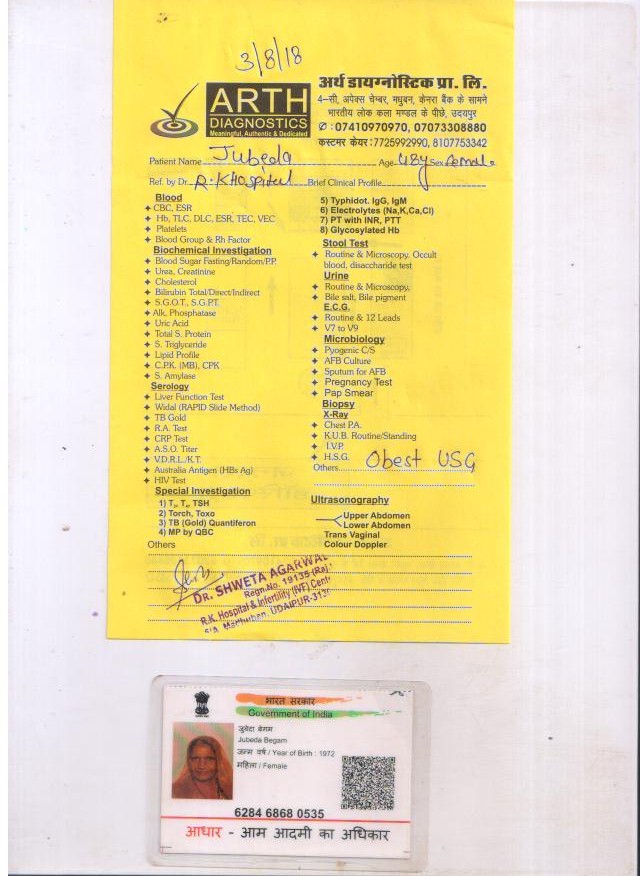 3/8/18
ARTH
DIAGNOSTICS
Meaningful, Authentic & Dedicated
अर्थ डायग्नोस्टिक प्रा. लि.
4-सी, अपेक्स चेम्बर, मधुबन, केनरा बैंक के सामने
भारतीय लोक कला मण्डल के पीछे, उदयपुर
07410970970, 07073308880
कस्टमर केयर:7725992990, 8107753342
Patient Name Jubeda Age 48y Sex female
Ref. by Dr. R.K Hospital Brief Clinical Profile
Blood
CBC, ESR
Hb, TLC, DLC, ESR, TEC, VEC
Platelets
Blood Group & Rh Factor
Biochemical Investigation
Blood Sugar Fasting/Random/P.P.
Urea, Creatinine
Cholesterol
Bilirubin Total/Direct/Indirect
S.G.O.T., S.G.P.T.
Alk. Phosphatase
Uric Acid
Total S. Protein
S. Triglyceride
Lipid Profile
C.P.K. (MB), CPK
S. Amylase
Serology
Liver Function Test
Widal (RAPID Slide Method)
TB Gold
R.A. Test
CRP Test
A.S.O. Titer
V.D.R.L./K.T.
Australia Antigen (HBs Ag)
HIV Test
Special Investigation
1) T3, T4, TSH
2) Torch, Toxo
3) TB (Gold) Quantiferon
4) MP by QBC
Others
5) Typhidot. IgG, IgM
6) Electrolytes (Na,K,Ca,Cl)
7) PT with INR, PTT
8) Glycosylated Hb
Stool Test
Routine & Microscopy, Occult
blood, disaccharide test
Urine
Routine & Microscopy,
Bile salt, Bile pigment
E.C.G.
Routine & 12 Leads
V7 to V9
Microbiology
Pyogenic C/S
AFB Culture
Sputum for AFB
Pregnancy Test
Pap Smear
Biopsy
X-Ray
Chest P.A.
K.U.B. Routine/Standing
I.V.P.
H.S.G.
Others Obest USG
Ultrasonography
Upper Abdomen
Lower Abdomen
Trans Vaginal
Colour Doppler
DR. SHWETA AGARWAL
Regn.No. 19135 (Raj)
R.K. Hospital & Infertility (IVF) Cent
Madhuban, UDAIPUR-313
भारत सरकार
Government of India
जुबेदा बेगम
Jubeda Begam
जन्म वर्ष / Year of Birth : 1972
महिला / Female
6284 6868 0535
आधार - आम आदमी का अधिकार